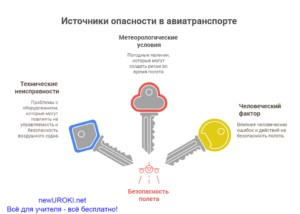 Источники опасности в авиатранспорте
Метеорологические
условия
Погодные явления,
которые могут
создать риски во
время полета.
Технические
неисправности
Проблемы с
оборудованием,
которые могут
повлиять на
управляемость и
безопасность
воздушного судна.
Человеческий
фактор
Влияние человеческих
ошибок и действий на
безопасность полета.
Безопасность
полета
newUROKI.net
Всё для учителя - всё бесплатно!